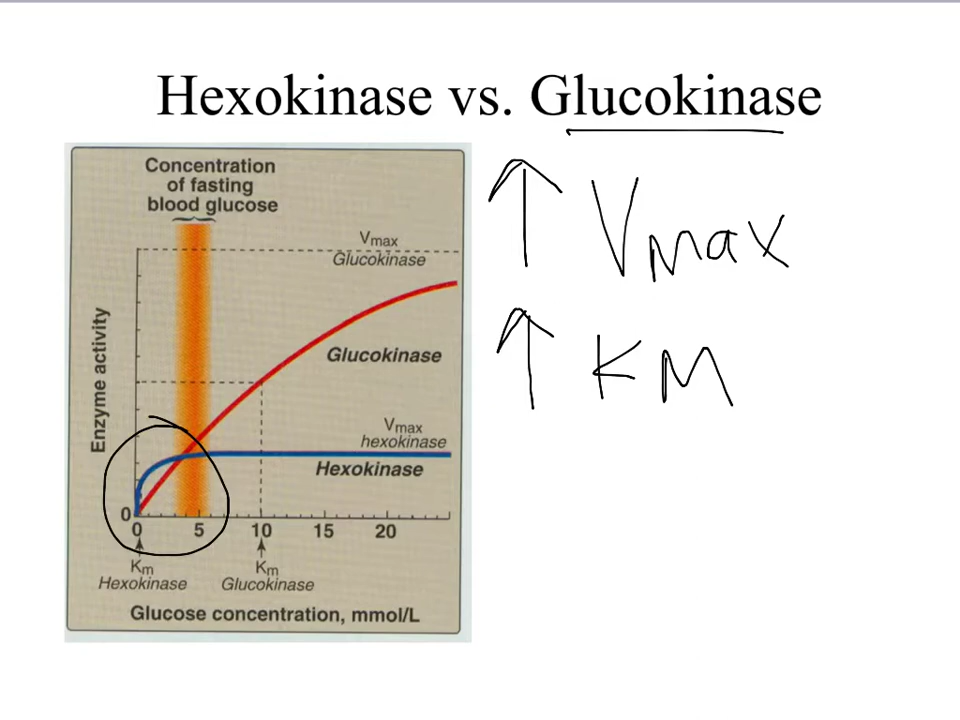 Hexokinase vs. Glucokinase
Concentration
of fasting
blood glucose
Vmax
Glucokinase
Glucokinase
Vmax
hexokinase
Hexokinase
Enzyme activity
0
0 5 10 15 20
Km
Hexokinase
Km
Glucokinase
Glucose concentration, mmol/L
↑ Vmax
↑ KM